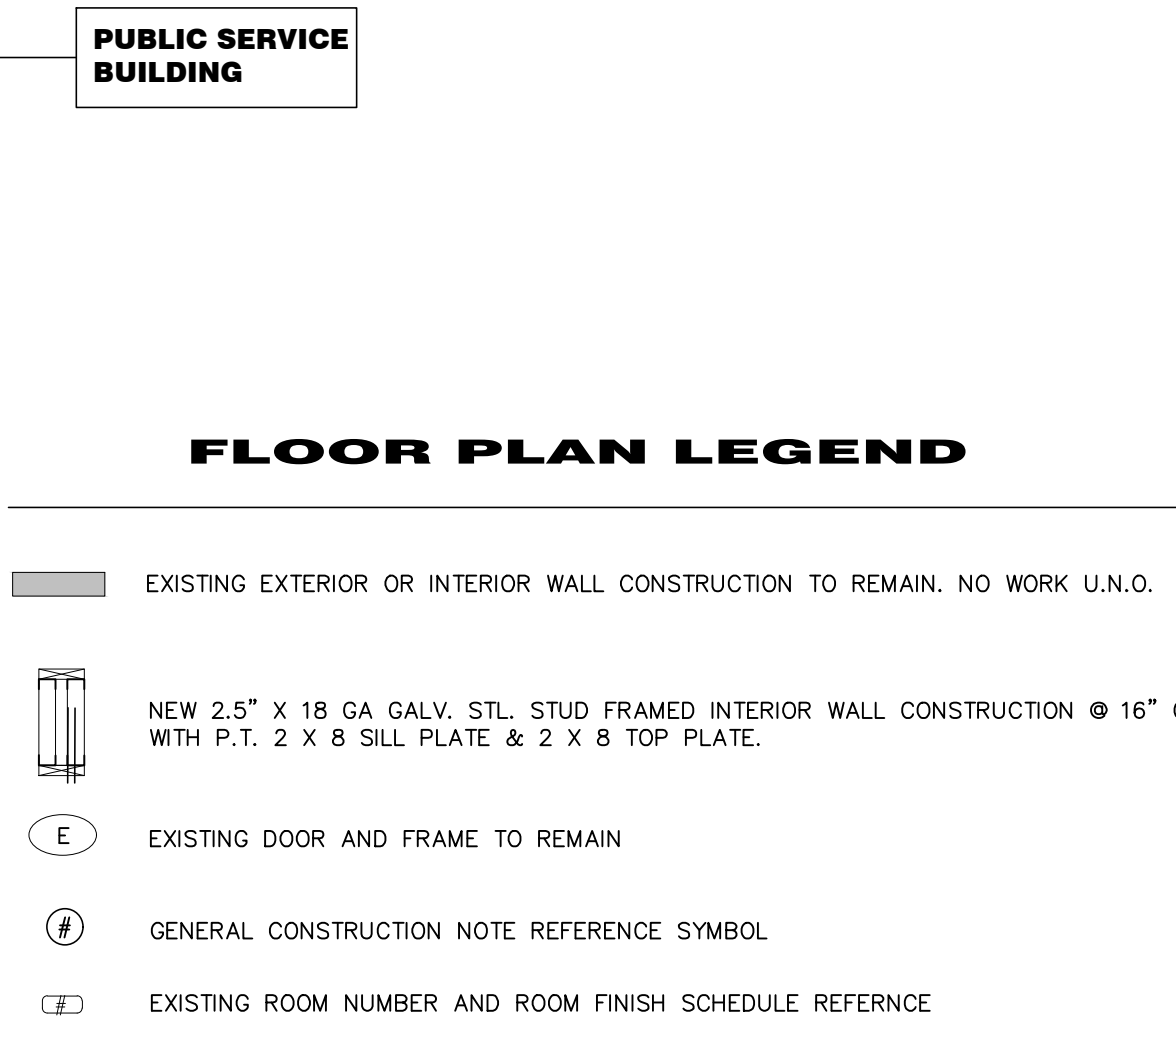 PUBLIC SERVICE
BUILDING
FLOOR PLAN LEGEND
EXISTING EXTERIOR OR INTERIOR WALL CONSTRUCTION TO REMAIN. NO WORK U.N.O.
NEW 2.5" X 18 GA GALV. STL. STUD FRAMED INTERIOR WALL CONSTRUCTION @ 16"
WITH P.T. 2 X 8 SILL PLATE & 2 X 8 TOP PLATE.
E EXISTING DOOR AND FRAME TO REMAIN
# GENERAL CONSTRUCTION NOTE REFERENCE SYMBOL
# EXISTING ROOM NUMBER AND ROOM FINISH SCHEDULE REFERNCE